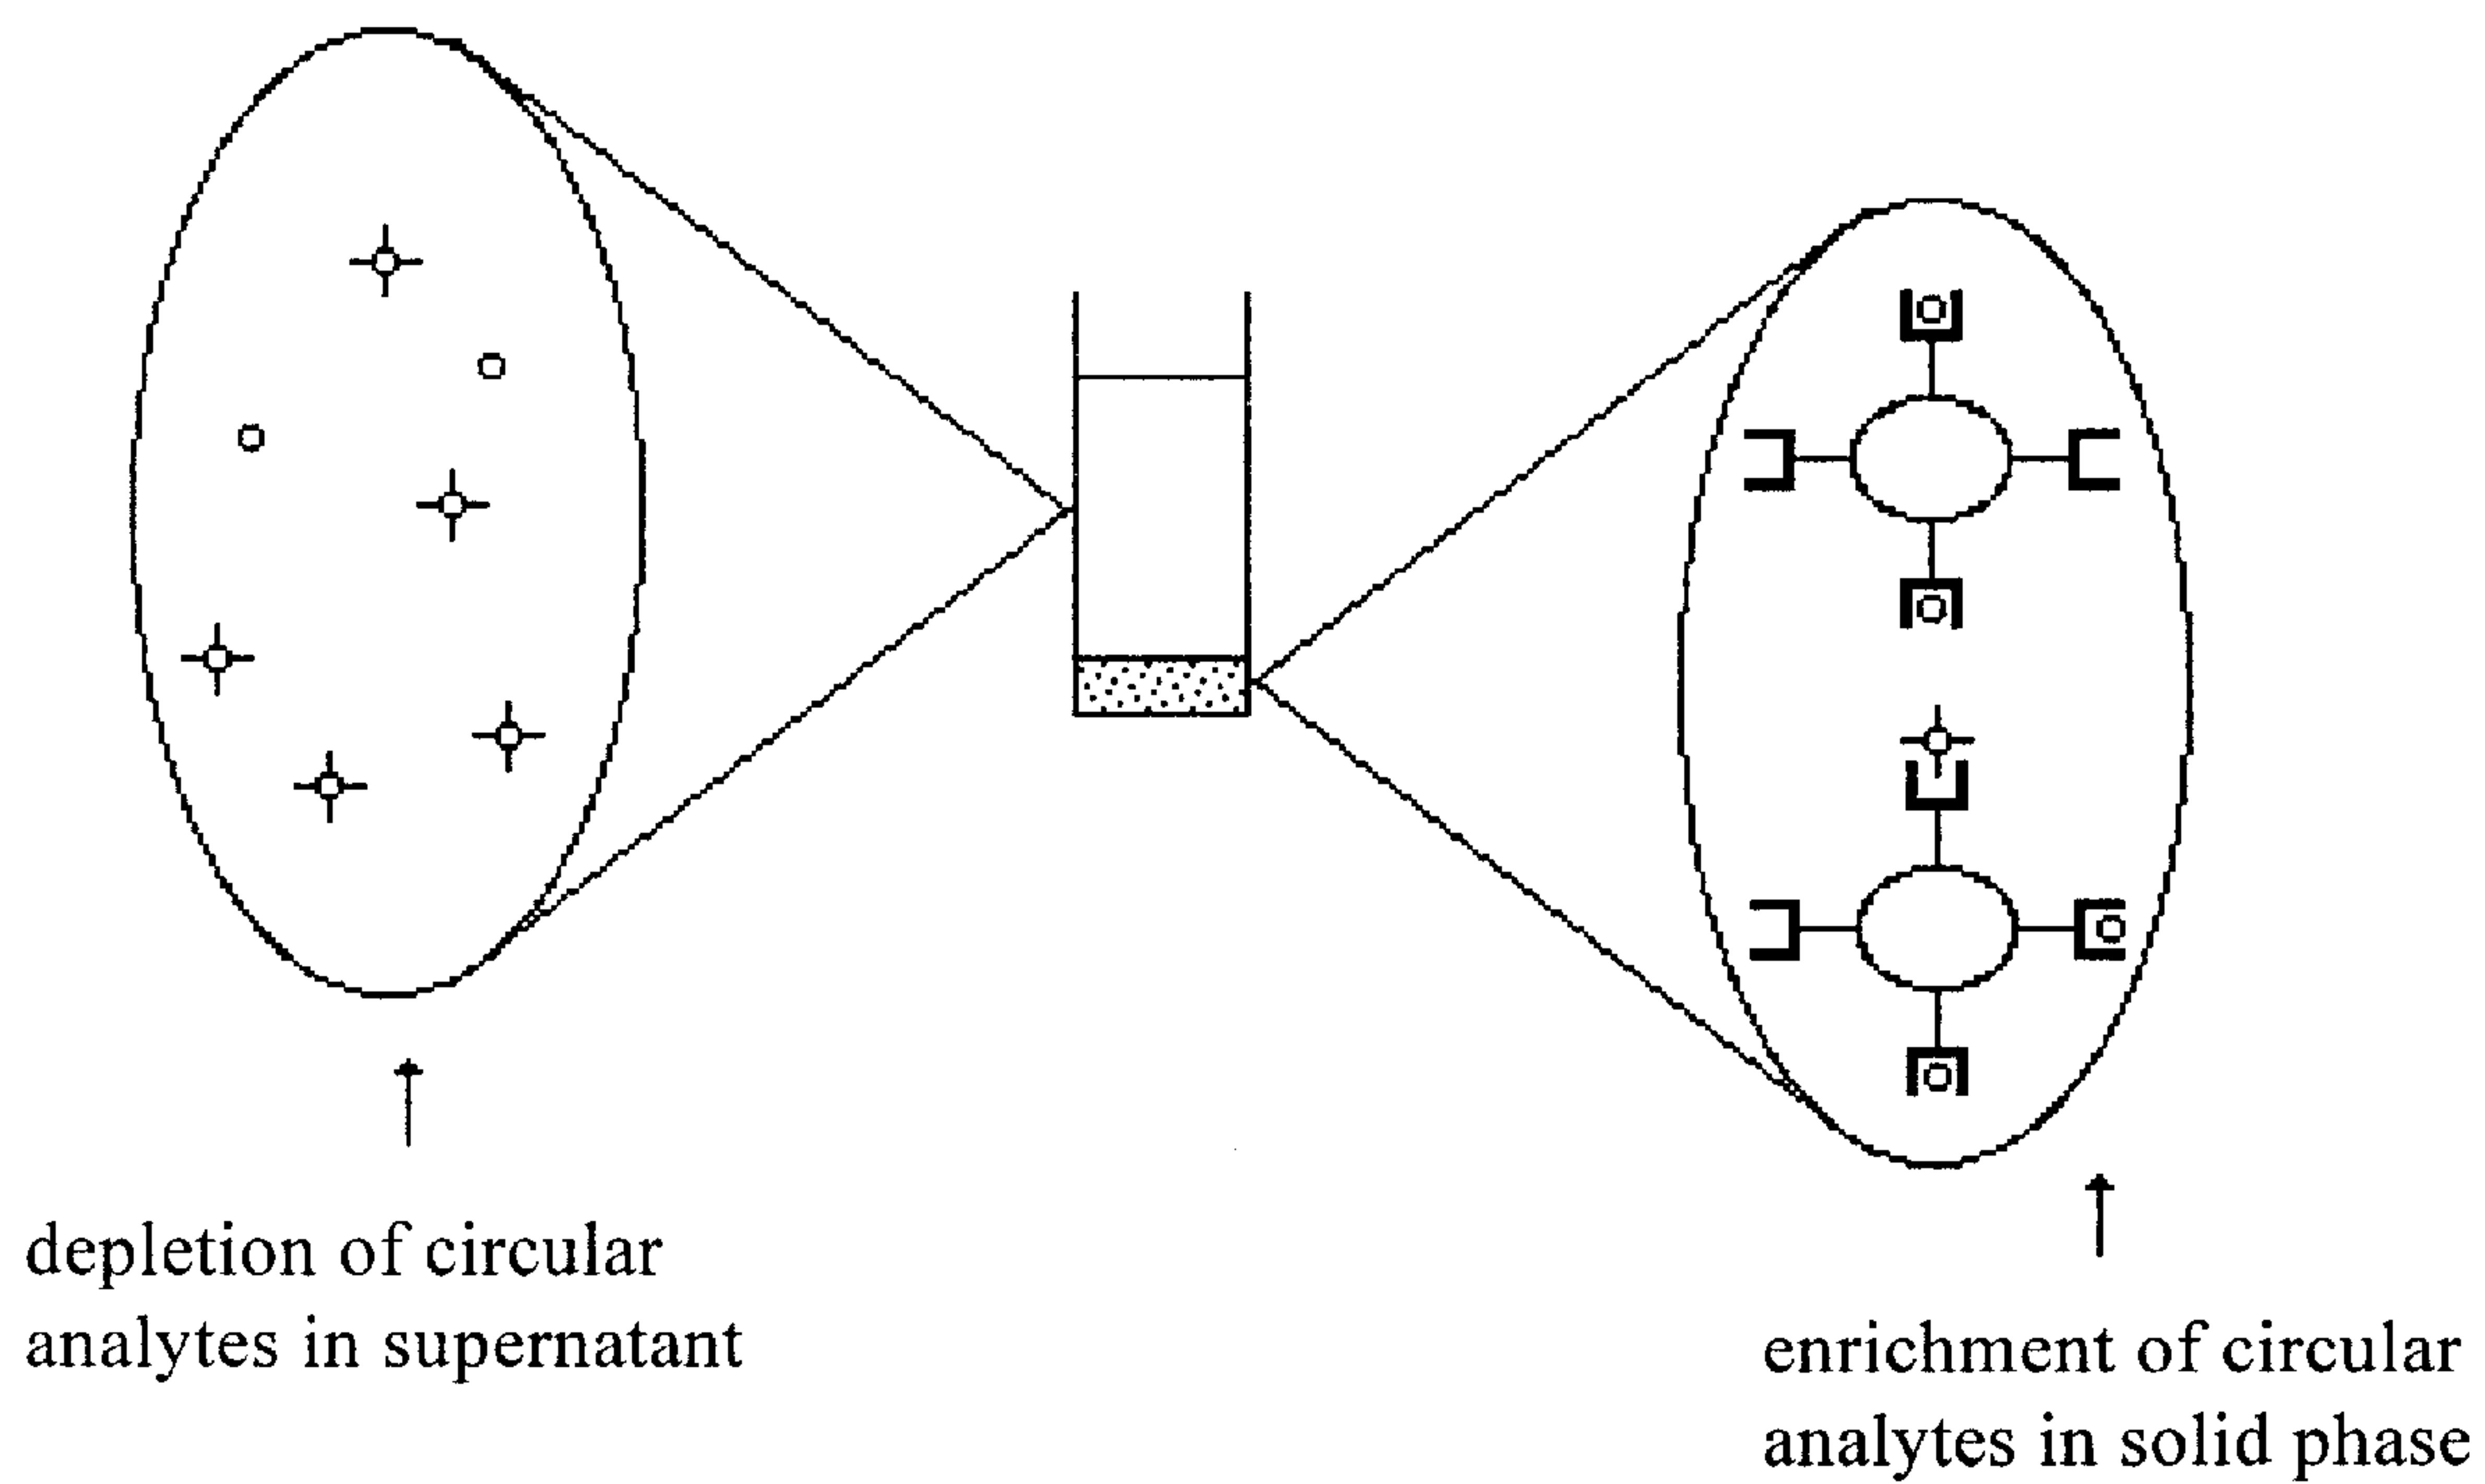 depletion of circular
analytes in supernatant
enrichment of circular
analytes in solid phase